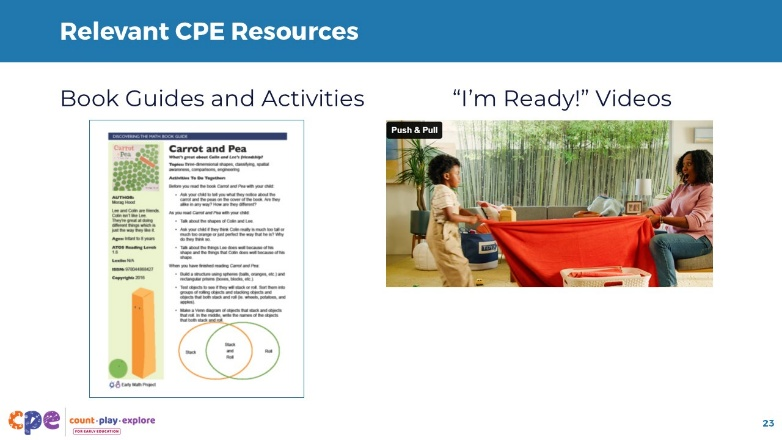 Relevant CPE Resources
Book Guides and Activities
DISCOVERING THE MATH BOOK GUIDE
Carrot
Pea
Carrot and Pea
What's great about Colin and Lee's friendship?
Topics: three-dimensional shapes, classifying, spatial
awareness, comparisons, engineering
Activities To Do Together:
Before you read the book Carrot and Pea with your child:
• Ask your child to tell you what they notice about the
carrot and the peas on the cover of the book. Are they
alike in any way? How are they different?
As you read Carrot and Pea with your child:
• Talk about the shapes of Colin and Lee.
• Ask your child if they think Colin really is much too tall or
much too orange or just perfect the way that he is? Why
do they think so.
• Talk about the things Lee does well because of his
shape and the things that Colin does well because of his
shape.
When you have finished reading Carrot and Pea
• Build a structure using spheres (balls, oranges, etc.) and
rectangular prisms (boxes, blocks, etc.)
• Test objects to see if they will stack or roll. Sort them into
groups of rolling objects and stacking objects and
objects that both stack and roll (ie. wheels, potatoes, and
apples)
• Make a Venn diagram of objects that stack and objects
that roll. In the middle, write the names of the objects
that both stack and roll.
Stack
Stack
and
Roll
Roll
AUTHOR:
Morag Hood
Lee and Colin are friends.
Colin isn't like Lee.
They're great at doing
different things which is
just the way they like it.
Ages: Infant to 8 years
ATOS Reading Level:
1.6
Lexile: N/A
ISBN:
Copyright: 2016
Early Math Project
"I'm Ready!" Videos
Push & Pull
cpe
count · play · explore
FOR EARLY EDUCATION
23